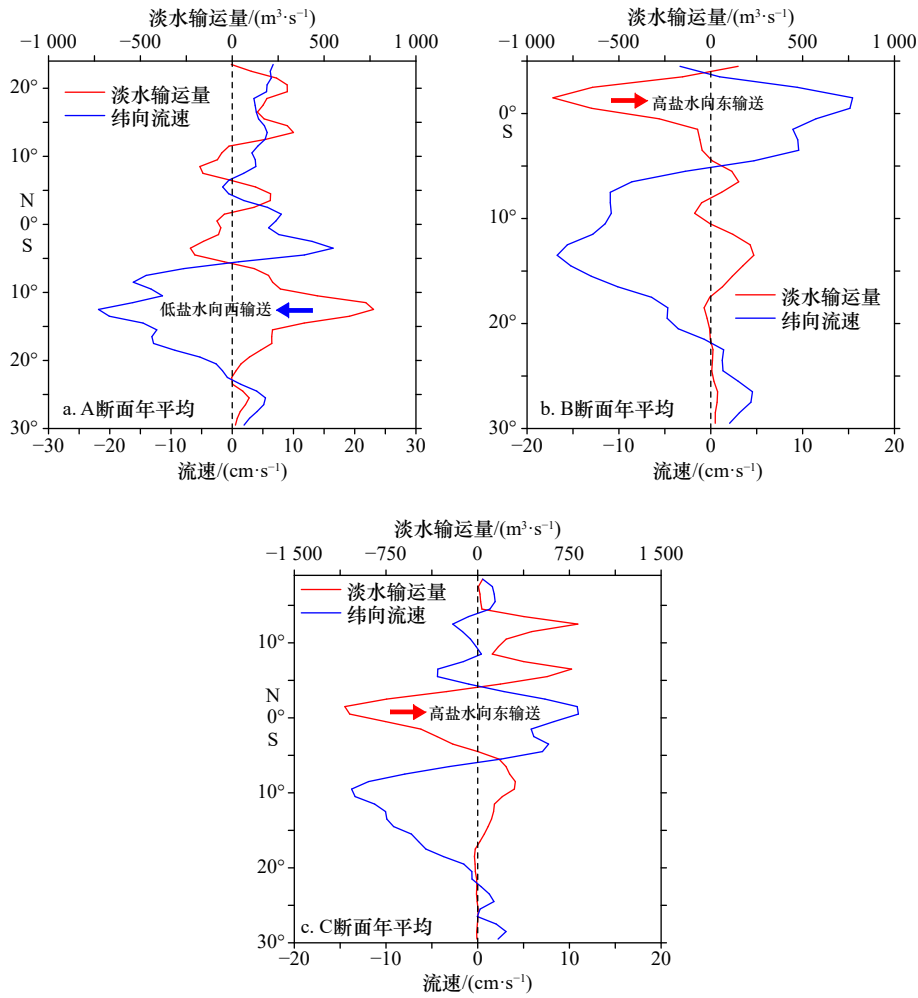 淡水输运量/(m³·s⁻¹)
−1 000 −500 0 500 1 000
20°
10°
N
0°
S
10°
20°
30°
淡水输运量
纬向流速
低盐水向西输送
a. A断面年平均
−30 −20 −10 0 10 20 30
流速/(cm·s⁻¹)
淡水输运量/(m³·s⁻¹)
−1 000 −500 0 500 1 000
0°
S
10°
20°
30°
高盐水向东输送
淡水输运量
纬向流速
b. B断面年平均
−20 −10 0 10 20
流速/(cm·s⁻¹)
淡水输运量/(m³·s⁻¹)
−1 500 −750 0 750 1 500
淡水输运量
纬向流速
10°
N
0°
S
10°
20°
30°
高盐水向东输送
c. C断面年平均
−20 −10 0 10 20
流速/(cm·s⁻¹)